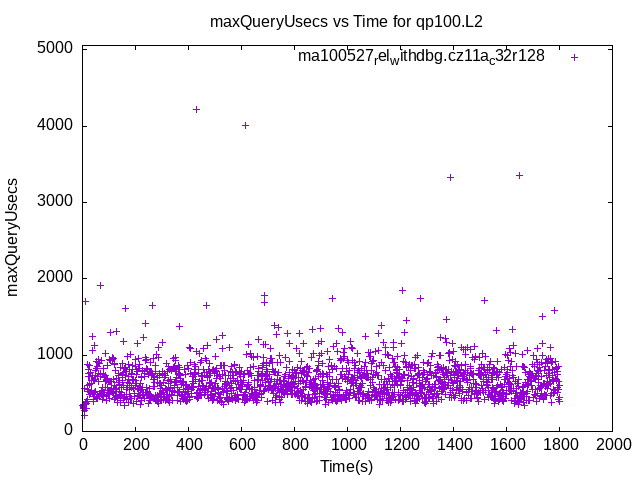 maxQueryUsecs vs Time for qp100.L2
ma100527relwithdbg.cz11ac32r128
5000
4000
3000
2000
1000
0
maxQueryUsecs
0 200 400 600 800 1000 1200 1400 1600 1800 2000
Time(s)